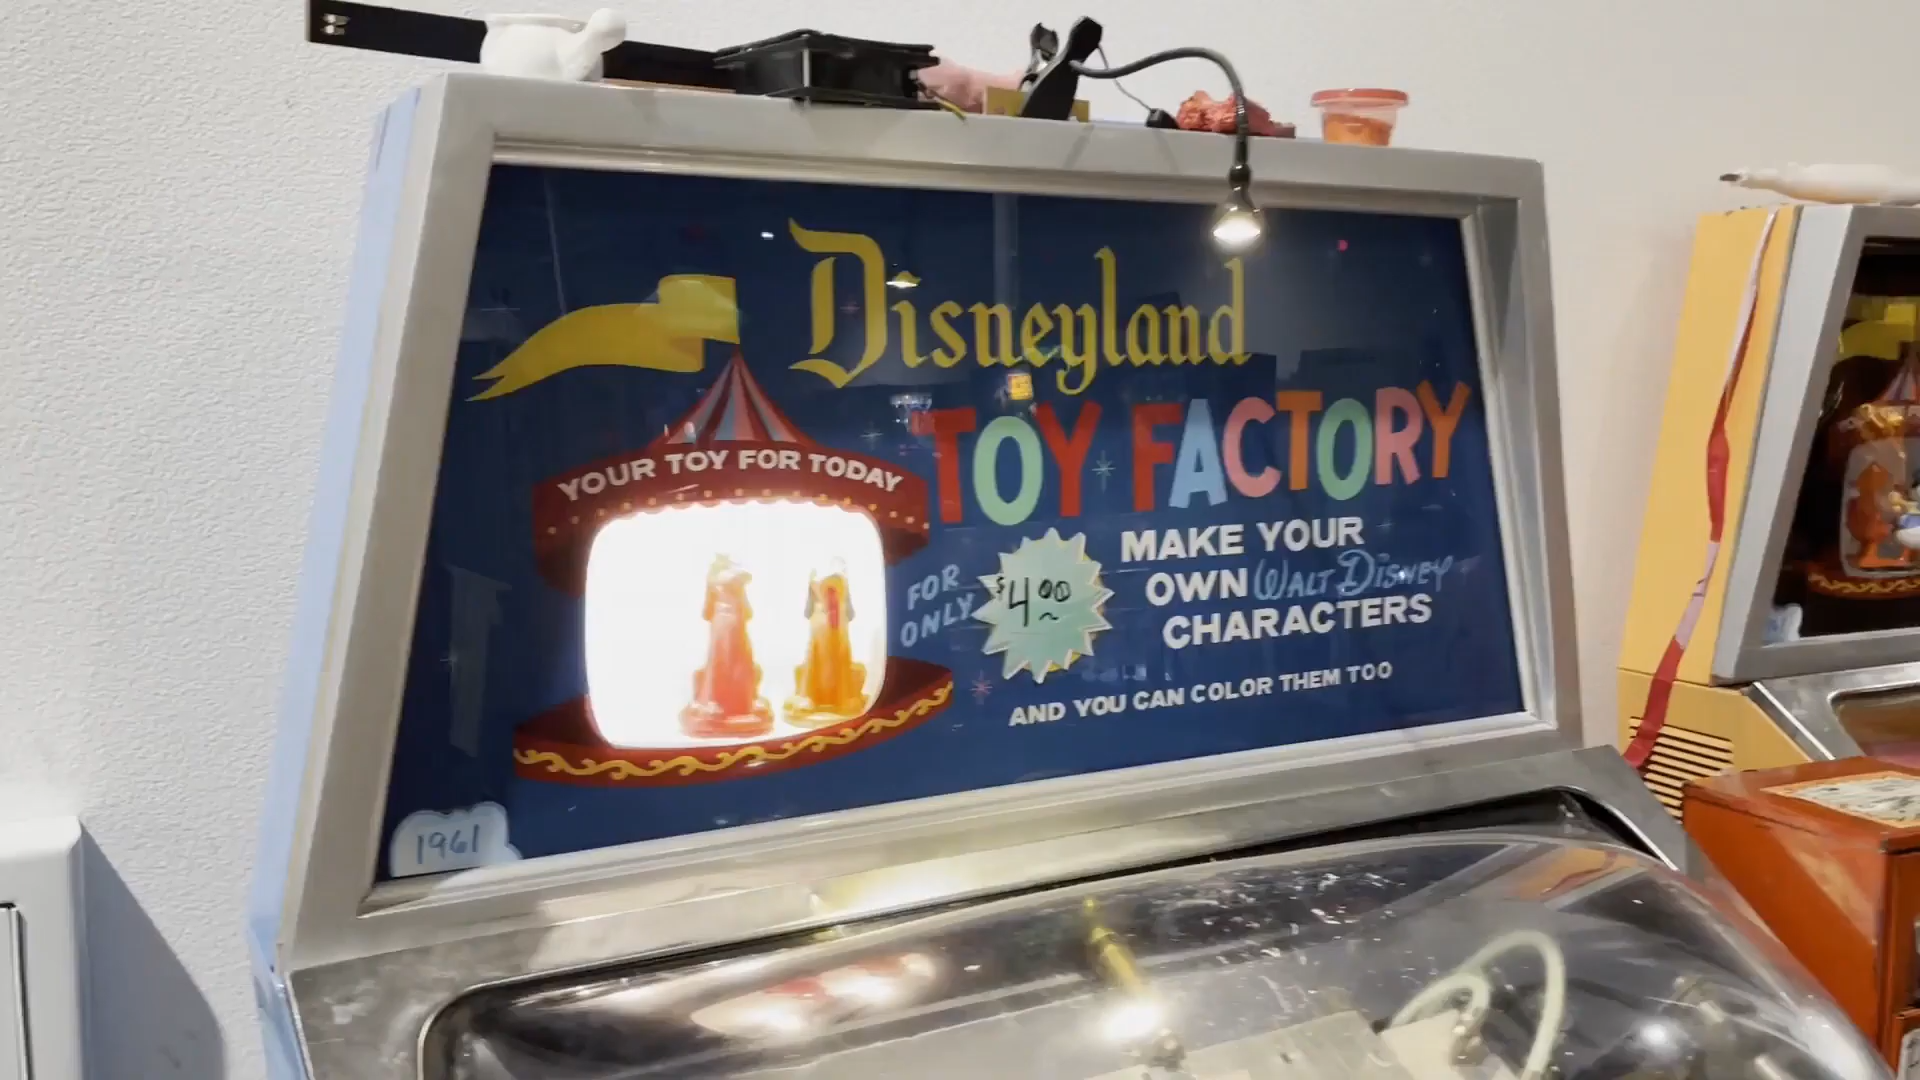 Disneyland
TOY FACTORY
YOUR TOY FOR TODAY
FOR
ONLY
$4.00
MAKE YOUR
OWN WALT DISNEY
CHARACTERS
AND YOU CAN COLOR THEM TOO
1961